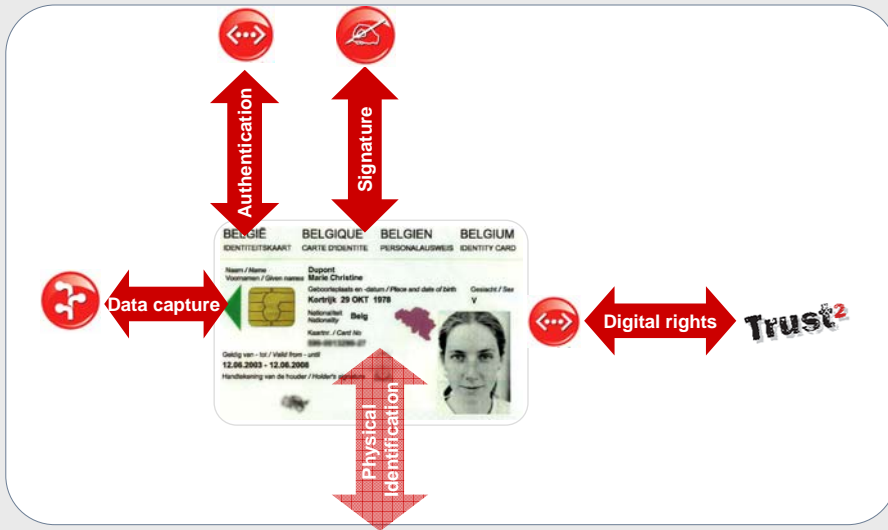 Authentication
Signature
BELGIË BELGIQUE BELGIEN BELGIUM
IDENTITEITSKAART CARTE D'IDENTITE PERSONALAUSWEIS IDENTITY CARD
Naam / Name Dupont
Voornamen / Given names Marie Christine
Geboorteplaats en -datum / Place and date of birth Geslacht / Sex
Kortrijk 29 OKT 1978 V
Nationaliteit Belg
Nationality
Kaartnr. / Card No
Geldig van - tot / Valid from - until
12.06.2003 - 12.06.2008
Handtekening van de houder / Holder's signature
Data capture
Digital rights
Trust²
Physical
Identification